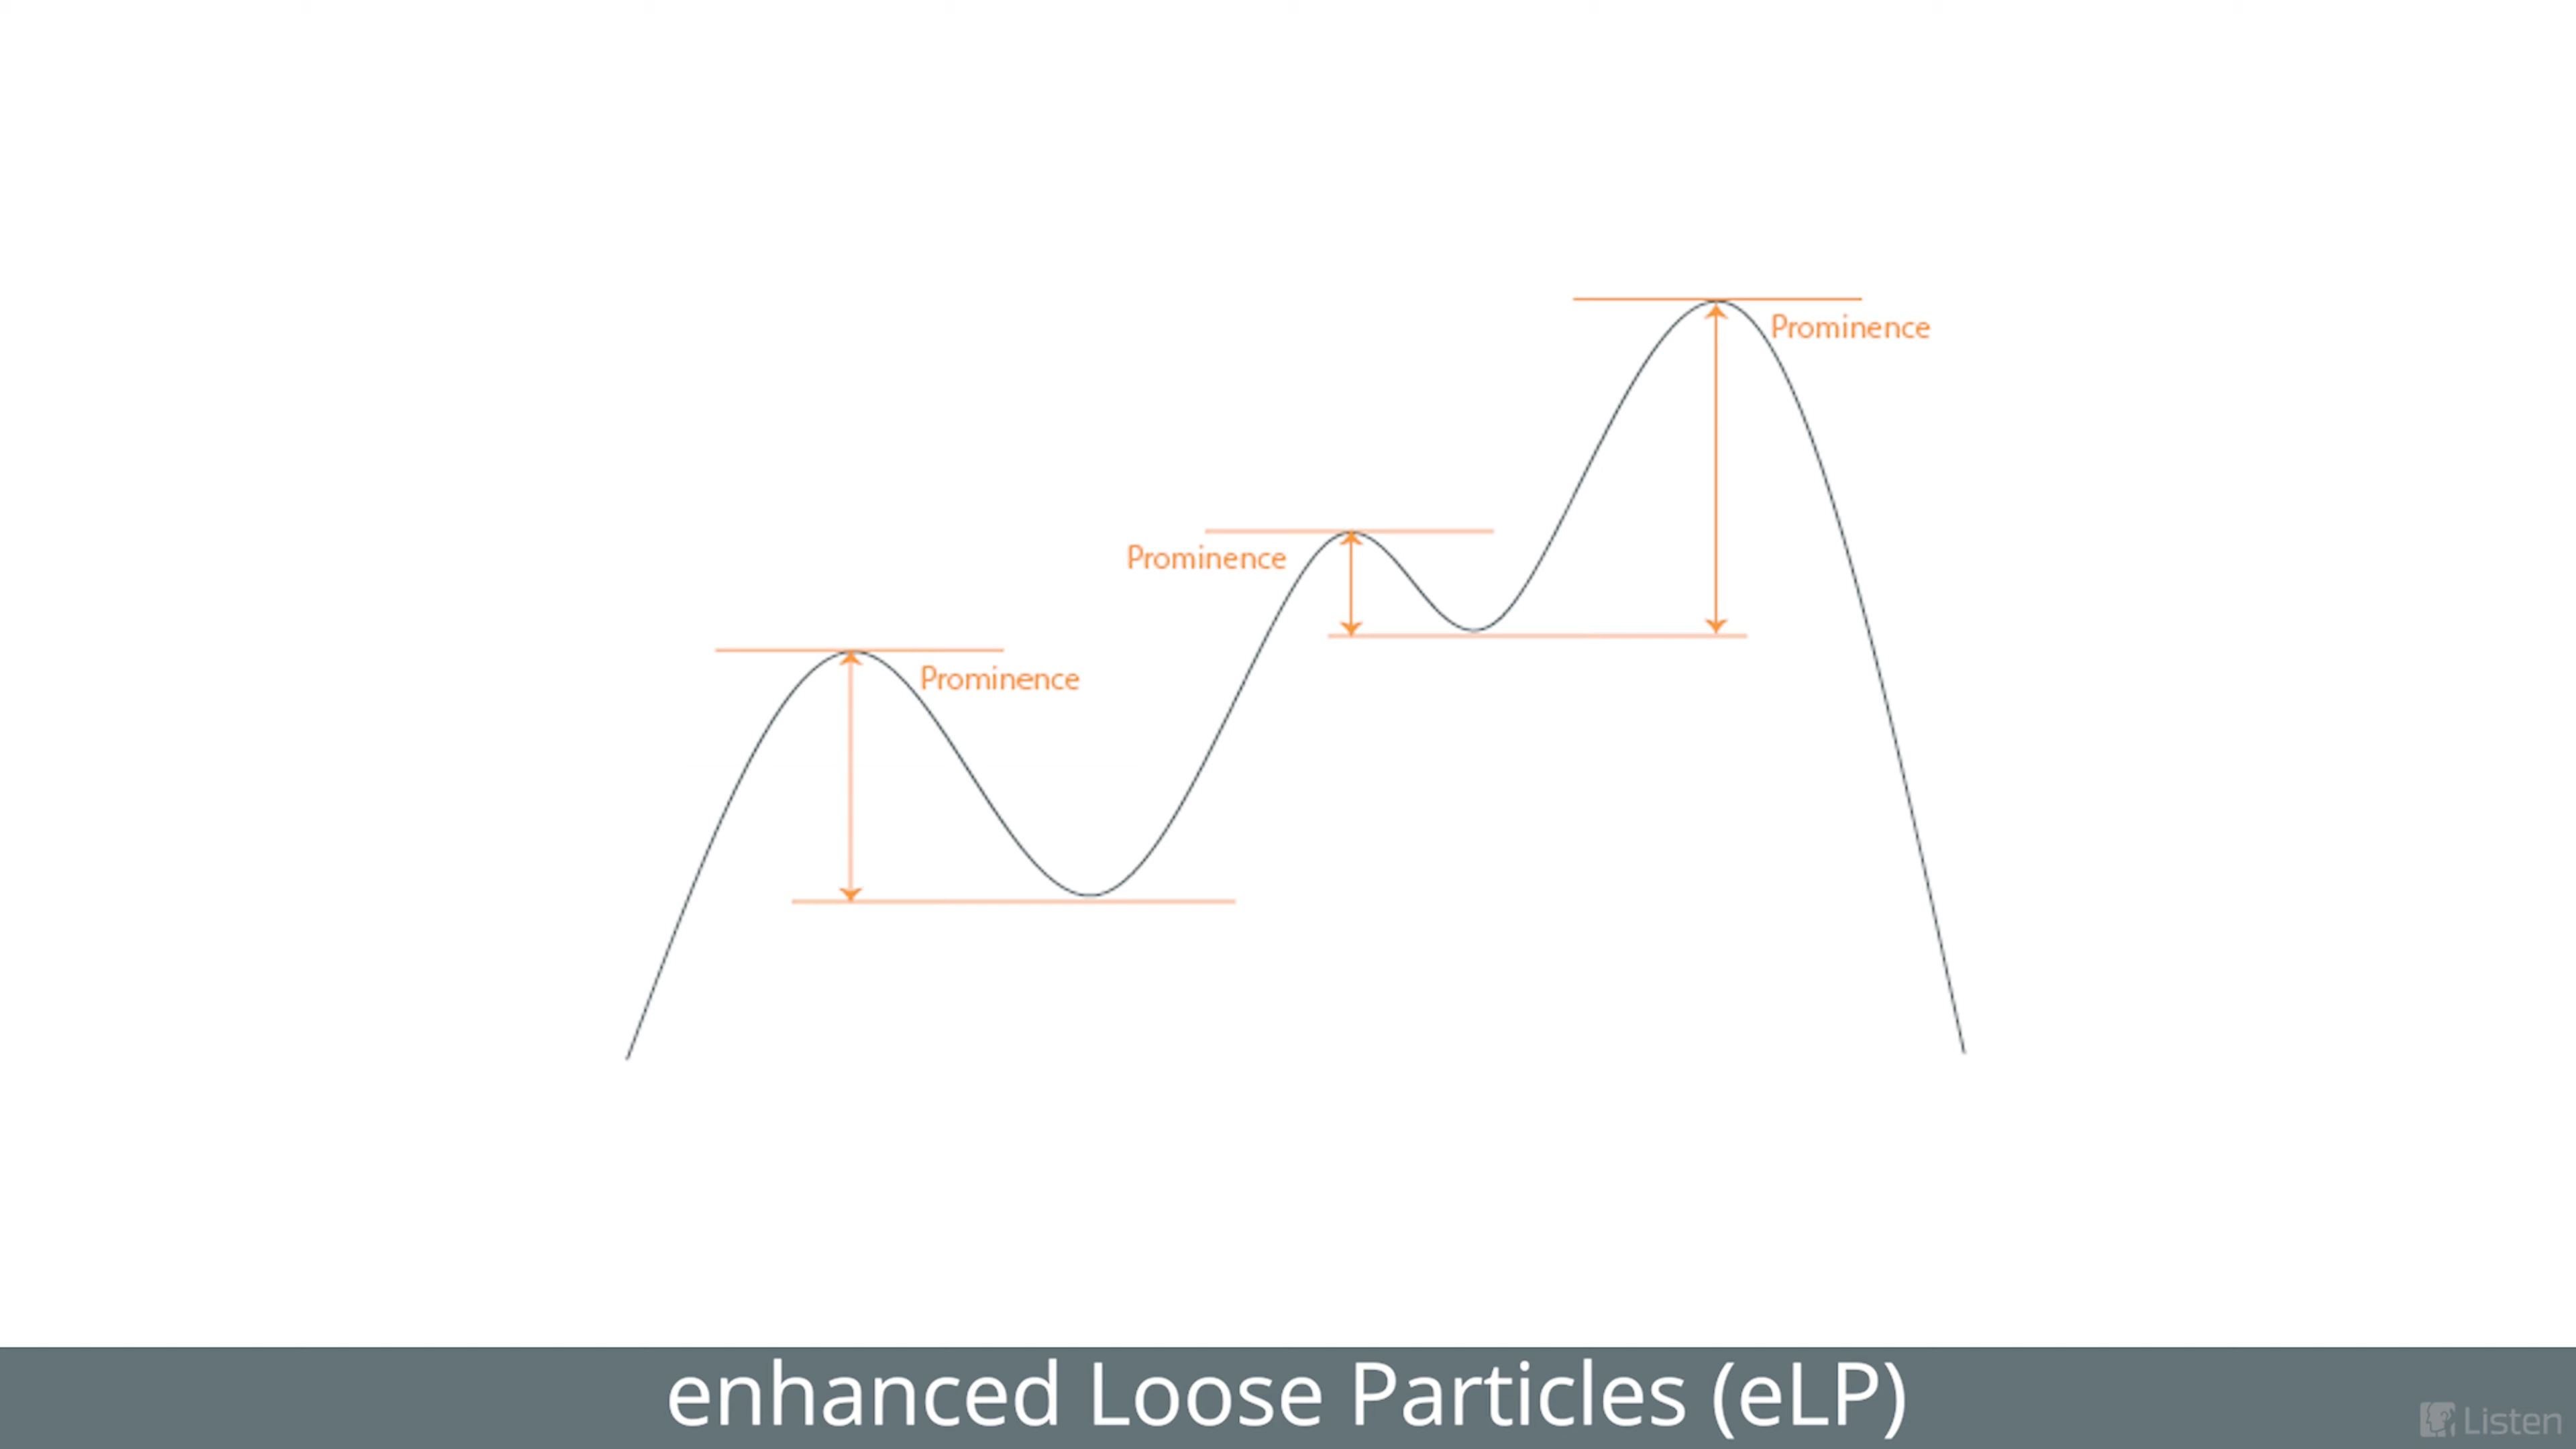 Prominence
Prominence
Prominence
enhanced Loose Particles (eLP)
Listen